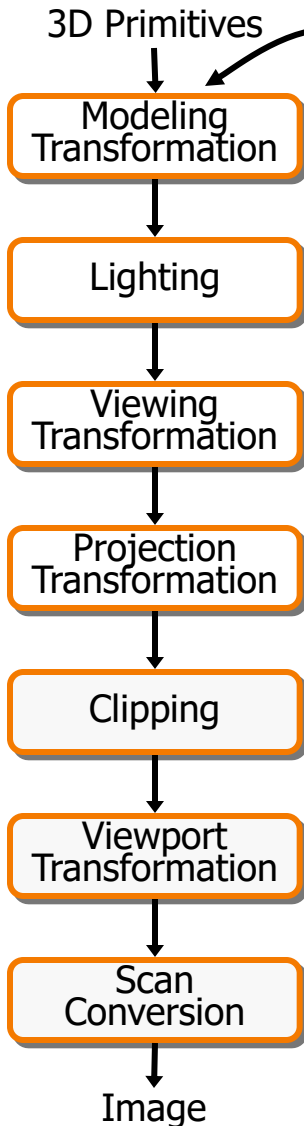 3D Primitives
Modeling
Transformation
Lighting
Viewing
Transformation
Projection
Transformation
Clipping
Viewport
Transformation
Scan
Conversion
Image